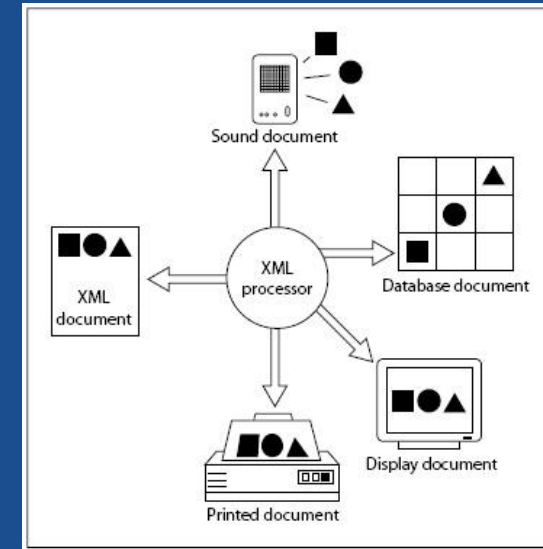 Sound document
XML
processor
XML
document
Database document
Display document
Printed document